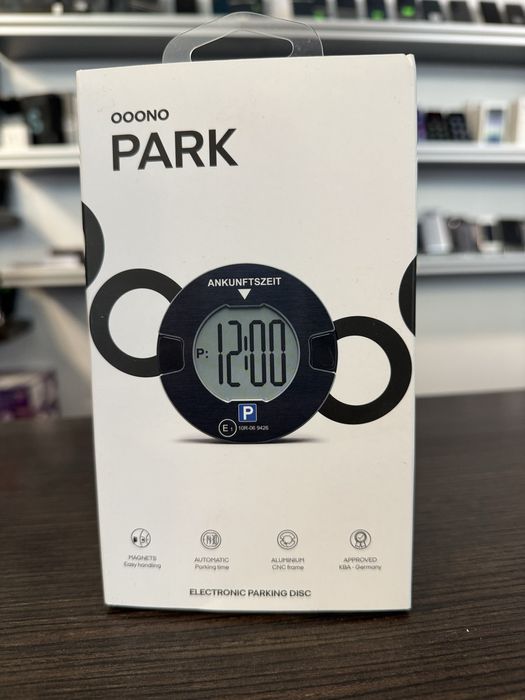 OOONO
PARK
ANKUNFTSZEIT
P: 12:00
P
E1 10R-06 9426
MAGNETS
Easy handling
AUTOMATIC
Parking time
ALUMINIUM
CNC frame
APPROVED
KBA - Germany
ELECTRONIC PARKING DISC